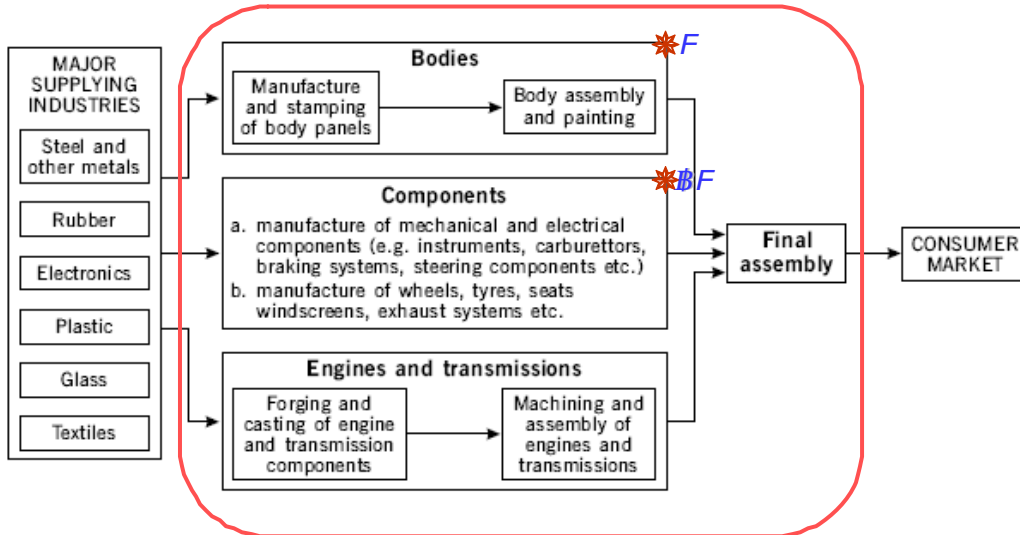 MAJOR
SUPPLYING
INDUSTRIES
Steel and
other metals
Rubber
Electronics
Plastic
Glass
Textiles
Bodies
F
Manufacture
and stamping
of body panels
Body assembly
and painting
Components
F
a. manufacture of mechanical and electrical
components (e.g. instruments, carburettors,
braking systems, steering components etc.)
b. manufacture of wheels, tyres, seats
windscreens, exhaust systems etc.
Engines and transmissions
Forging and
casting of engine
and transmission
components
Machining and
assembly of
engines and
transmissions
Final
assembly
CONSUMER
MARKET